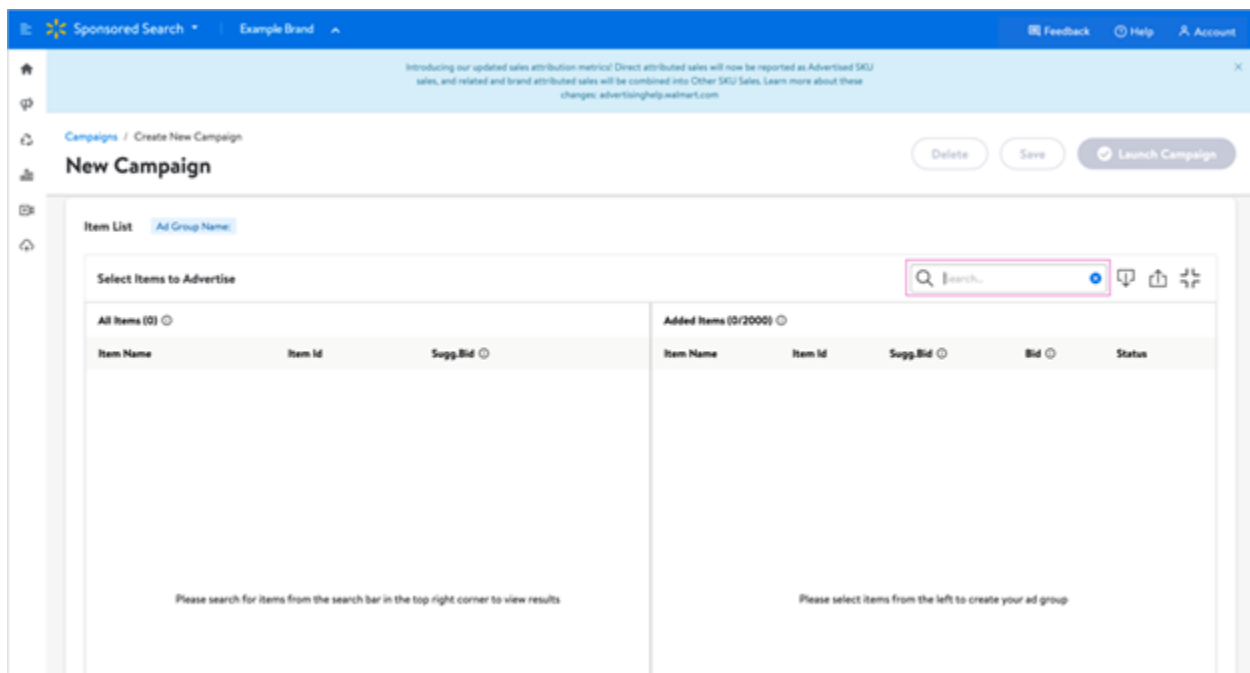 Sponsored Search
Example Brand
Feedback
Help
Account
Introducing our updated sales attribution metrics! Direct attributed sales will now be reported as Advertised SKU
sales, and related and brand attributed sales will be combined into Other SKU Sales. Learn more about these
changes: advertisinghelp.walmart.com
Campaigns / Create New Campaign
New Campaign
Delete
Save
Launch Campaign
Item List
Ad Group Name:
Select Items to Advertise
Search...
All Items (0)
Added Items (0/2000)
Item Name Item Id Sugg.Bid
Item Name Item Id Sugg.Bid Bid Status
Please search for items from the search bar in the top right corner to view results
Please select items from the left to create your ad group